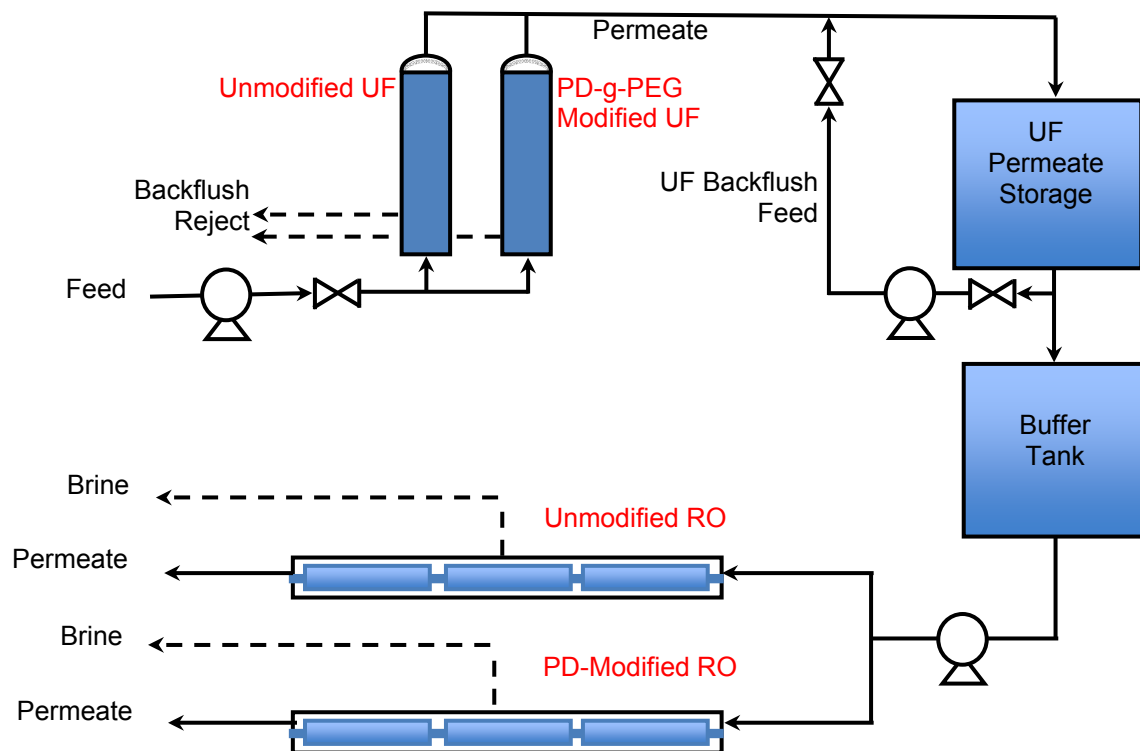 Permeate
Unmodified UF
PD-g-PEG
Modified UF
UF
Permeate
Storage
Backflush
Reject
UF Backflush
Feed
Feed
Buffer
Tank
Brine
Unmodified RO
Permeate
Brine
PD-Modified RO
Permeate